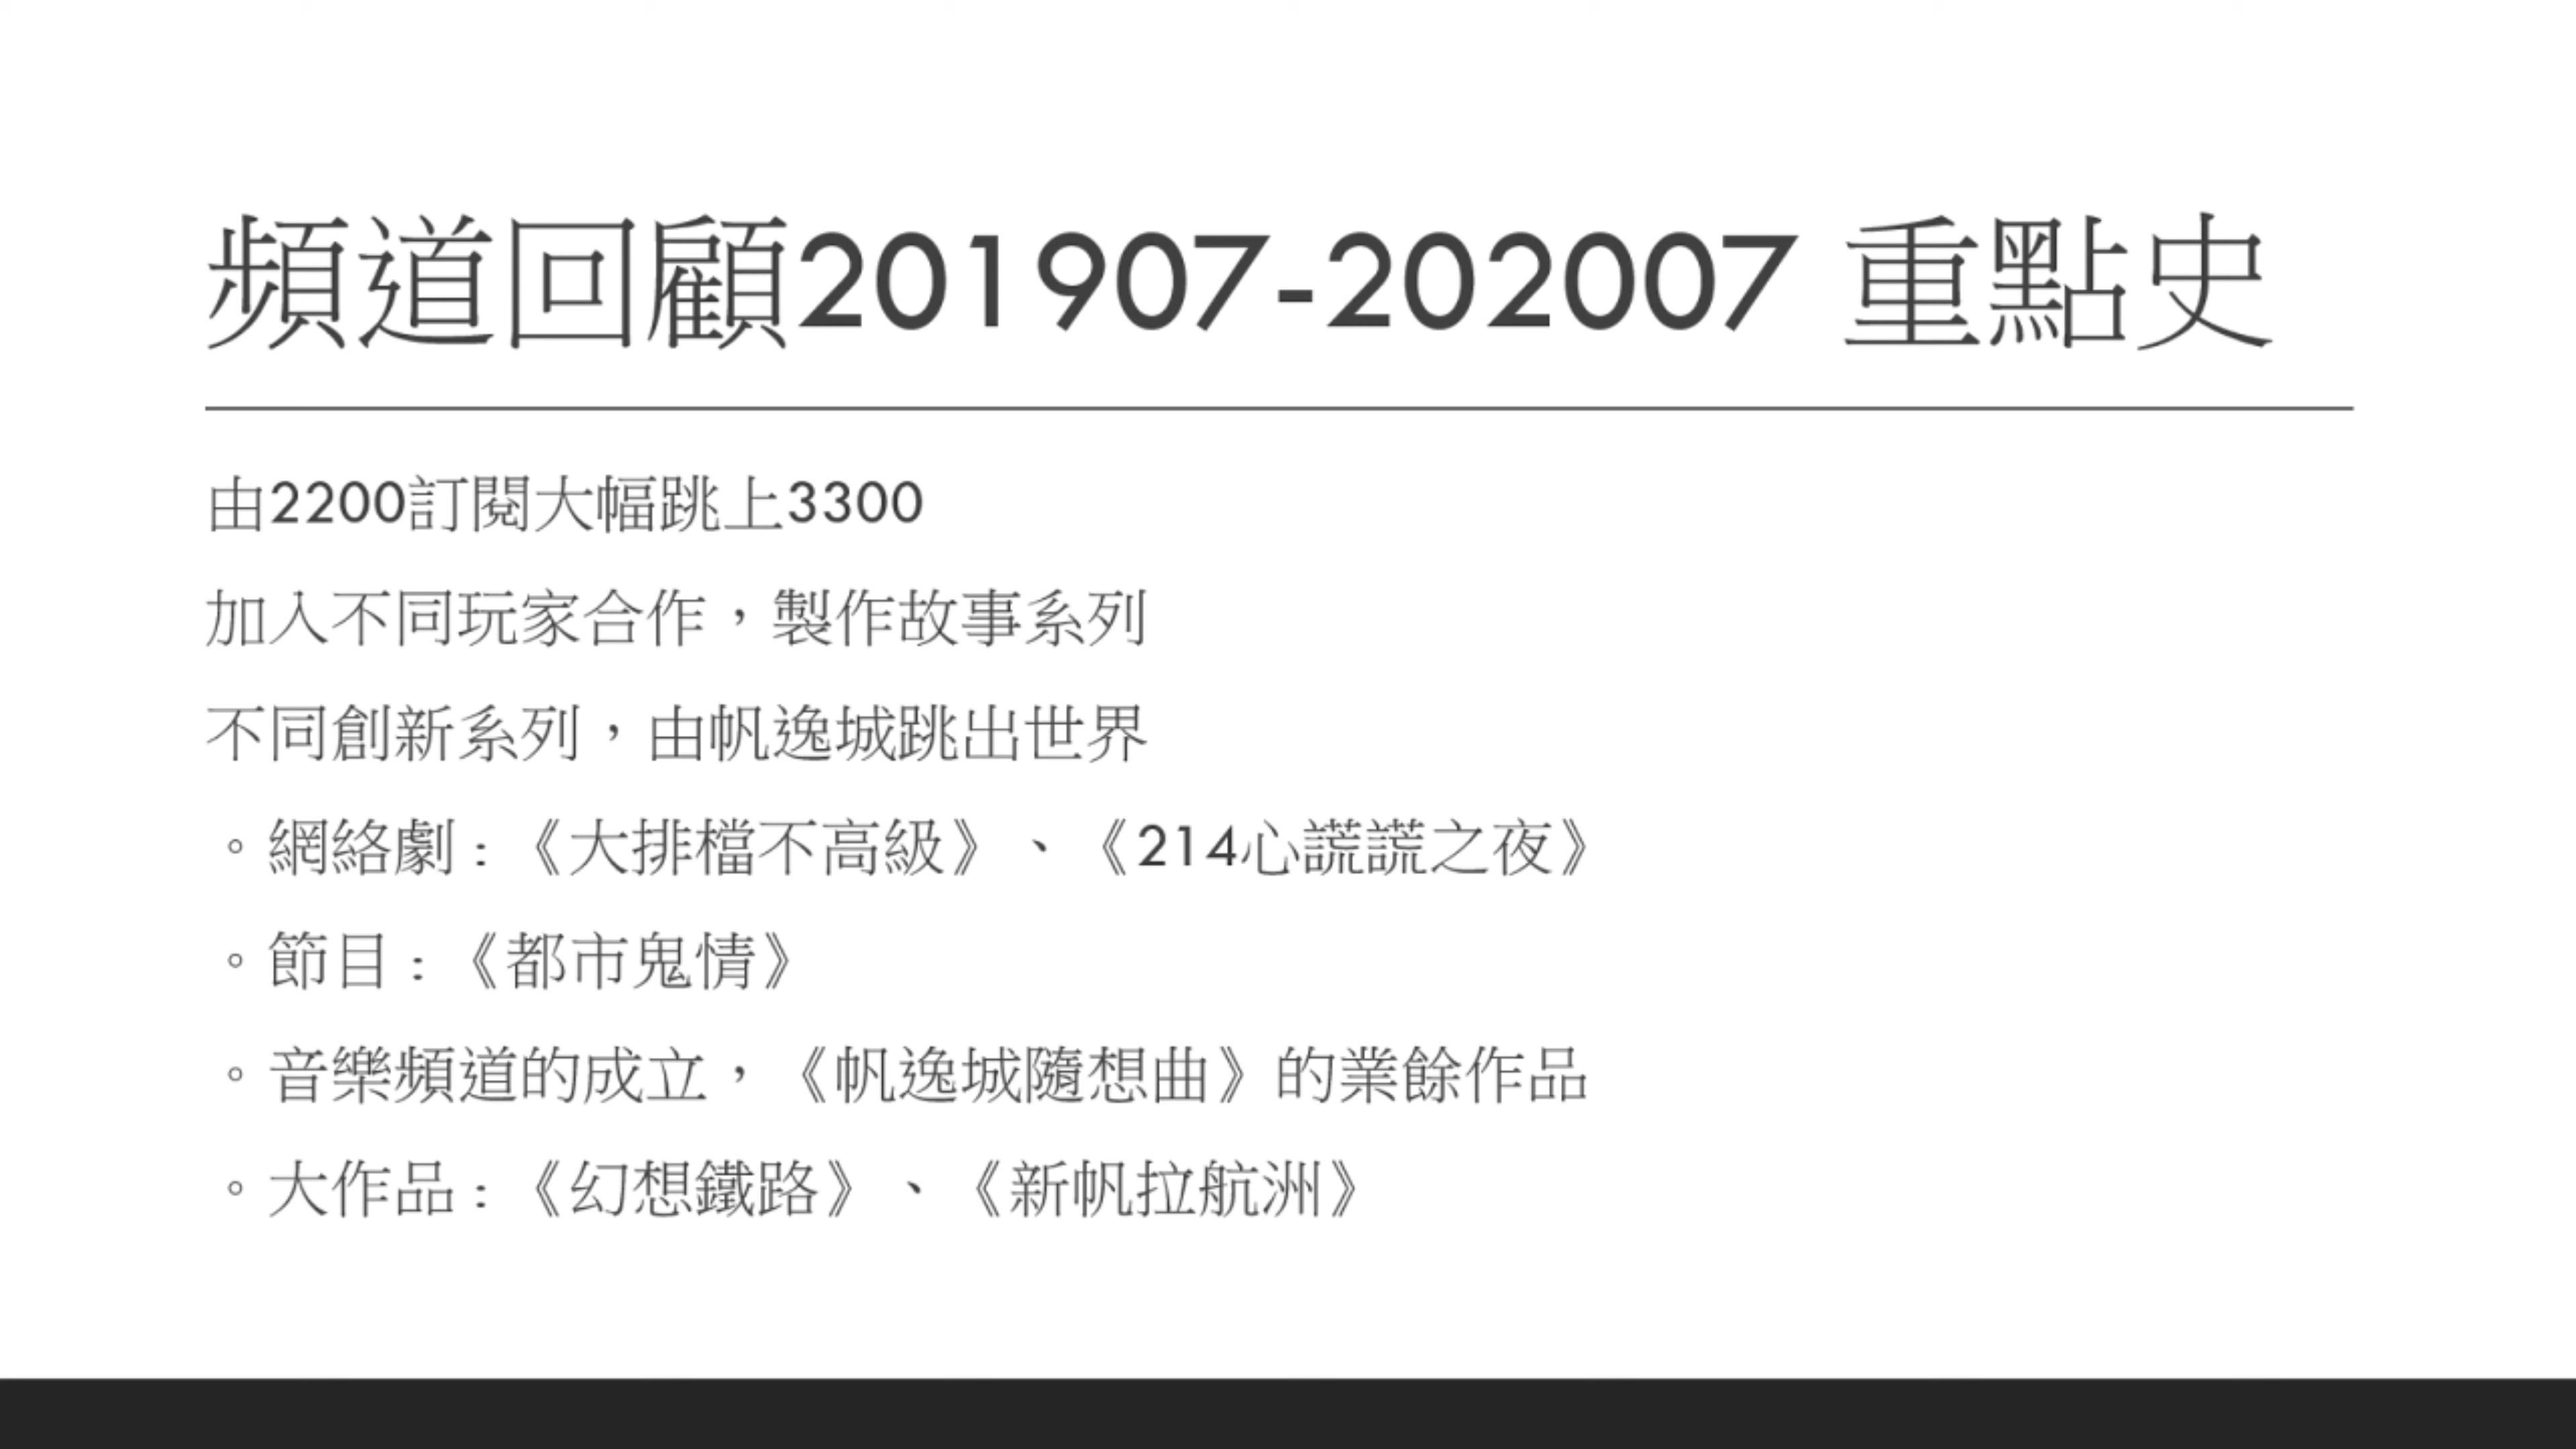 頻道回顧201907-202007 重點史
由2200訂閱大幅跳上3300
加入不同玩家合作，製作故事系列
不同創新系列，由帆逸城跳出世界
◦ 網絡劇：《大排檔不高級》、《214心謊謊之夜》
◦ 節目：《都市鬼情》
◦ 音樂頻道的成立，《帆逸城隨想曲》的業餘作品
◦ 大作品：《幻想鐵路》、《新帆拉航洲》